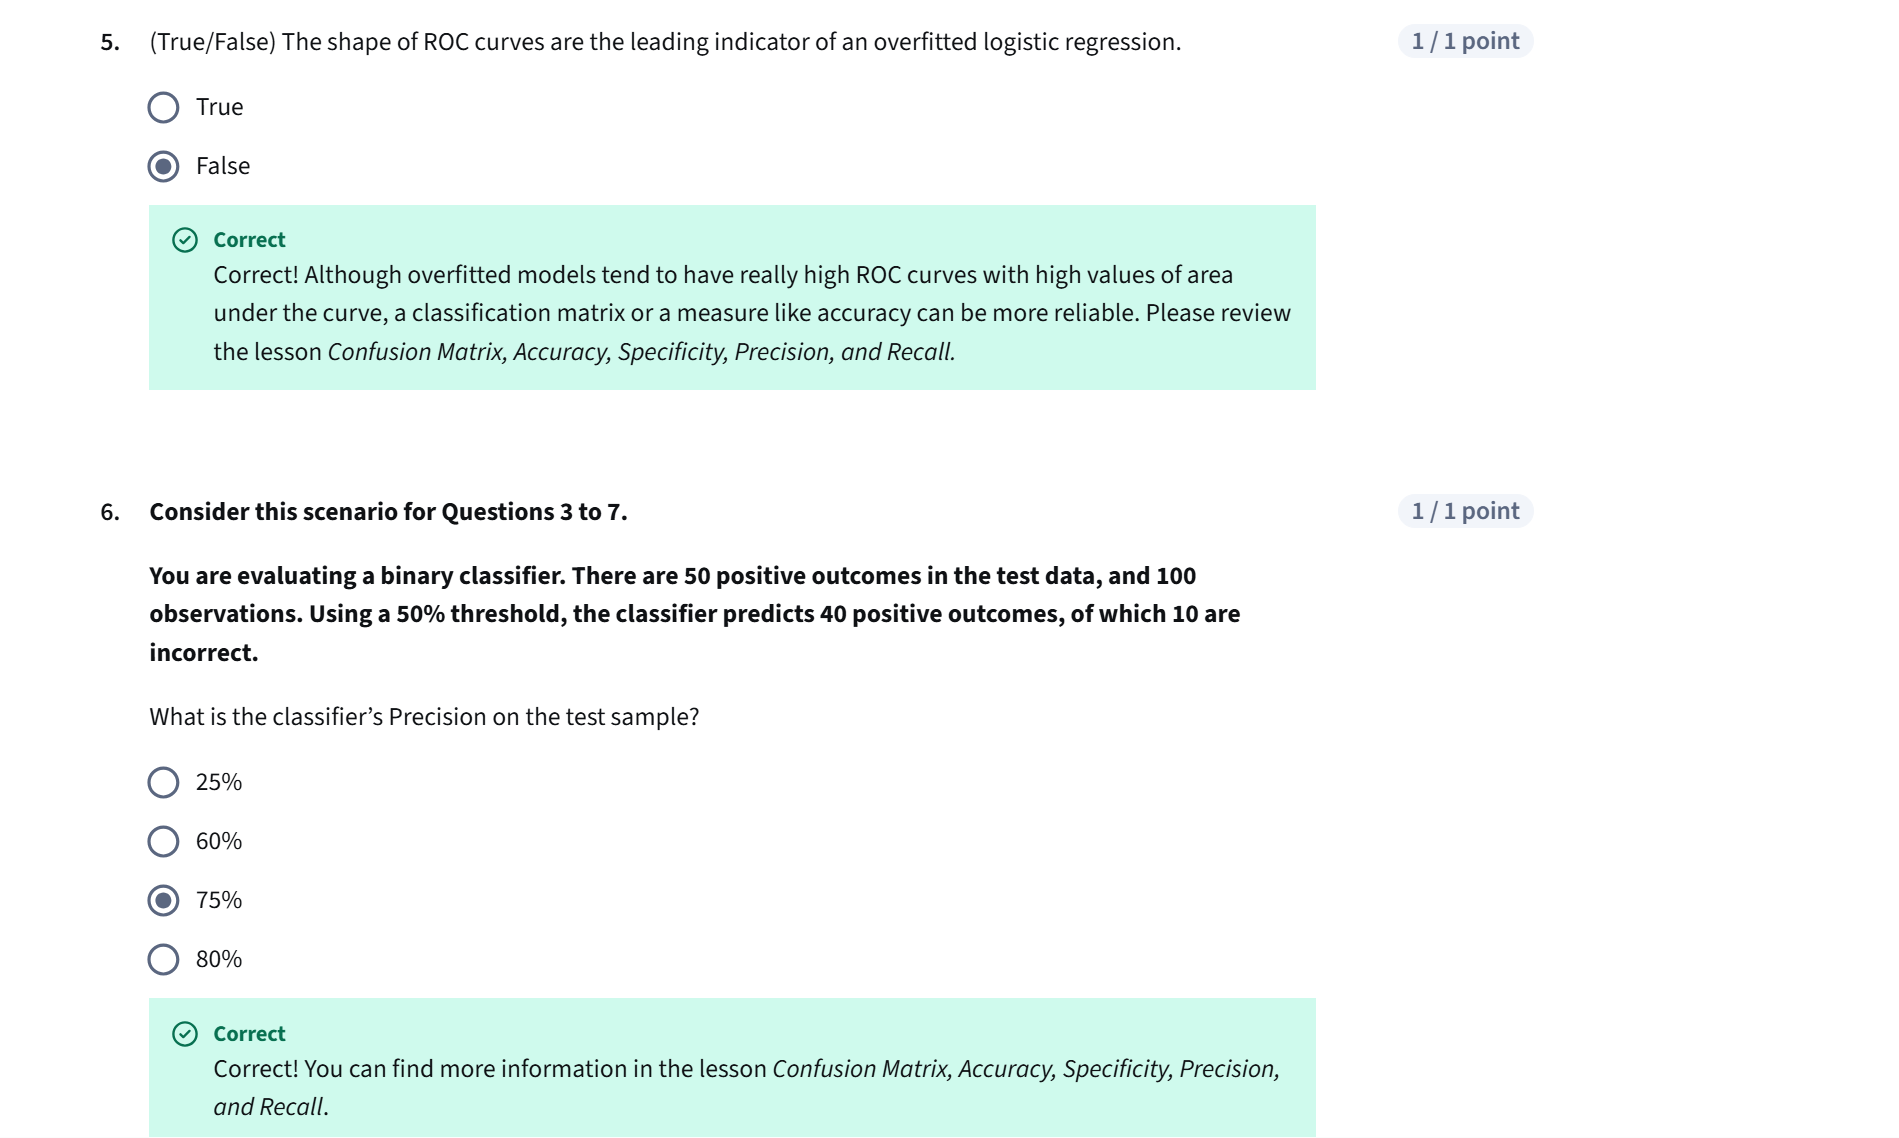 5. (True/False) The shape of ROC curves are the leading indicator of an overfitted logistic regression. 1 / 1 point
True
False
Correct
Correct! Although overfitted models tend to have really high ROC curves with high values of area
under the curve, a classification matrix or a measure like accuracy can be more reliable. Please review
the lesson Confusion Matrix, Accuracy, Specificity, Precision, and Recall.
6. Consider this scenario for Questions 3 to 7. 1 / 1 point
You are evaluating a binary classifier. There are 50 positive outcomes in the test data, and 100
observations. Using a 50% threshold, the classifier predicts 40 positive outcomes, of which 10 are
incorrect.
What is the classifier’s Precision on the test sample?
25%
60%
75%
80%
Correct
Correct! You can find more information in the lesson Confusion Matrix, Accuracy, Specificity, Precision,
and Recall.